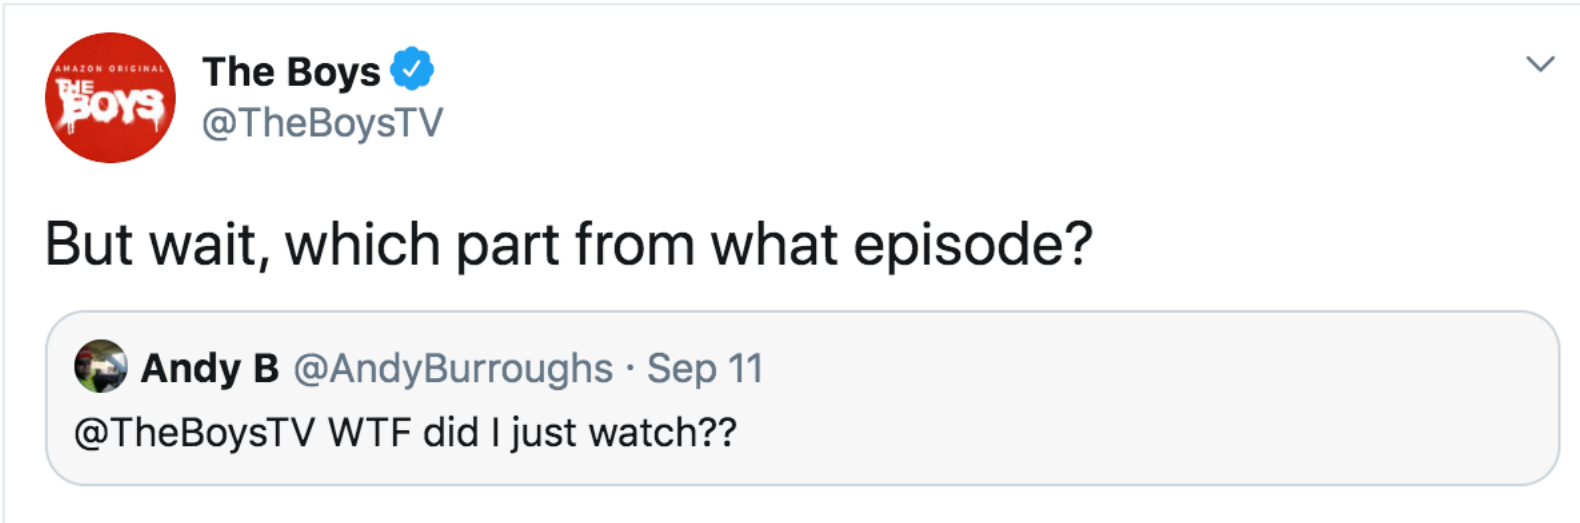 AMAZON ORIGINAL
THE
BOYS
The Boys
@TheBoysTV
But wait, which part from what episode?
Andy B @AndyBurroughs · Sep 11
@TheBoysTV WTF did I just watch??